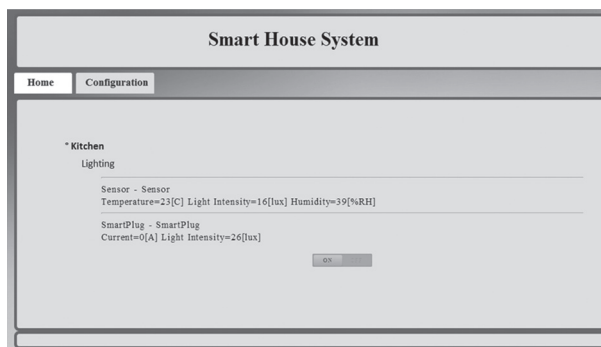 Smart House System
Home
Configuration
* Kitchen
Lighting
Sensor - Sensor
Temperature=23[C] Light Intensity=16[lux] Humidity=39[%RH]
SmartPlug - SmartPlug
Current=0[A] Light Intensity=26[lux]
ON